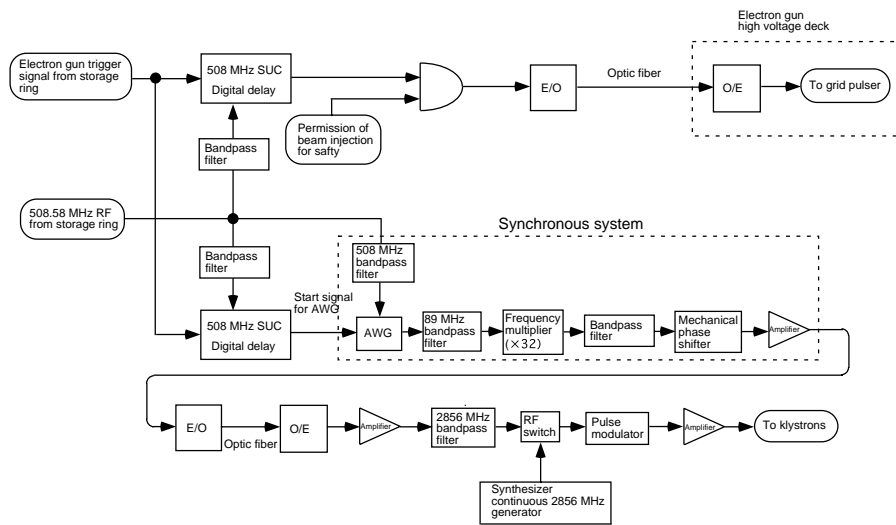 Electron gun
high voltage deck
Electron gun trigger
signal from storage
ring
508 MHz SUC
Digital delay
E/O
Optic fiber
O/E
To grid pulser
Permission of
beam injection
for safty
Bandpass
filter
508.58 MHz RF
from storage ring
Synchronous system
Bandpass
filter
508 MHz
bandpass
filter
Start signal
for AWG
508 MHz SUC
Digital delay
AWG
89 MHz
bandpass
filter
Frequency
multiplier
(×32)
Bandpass
filter
Mechanical
phase
shifter
Amplifier
E/O
Optic fiber
O/E
Amplifier
2856 MHz
bandpass
filter
RF
switch
Pulse
modulator
Amplifier
To klystrons
Synthesizer
continuous 2856 MHz
generator